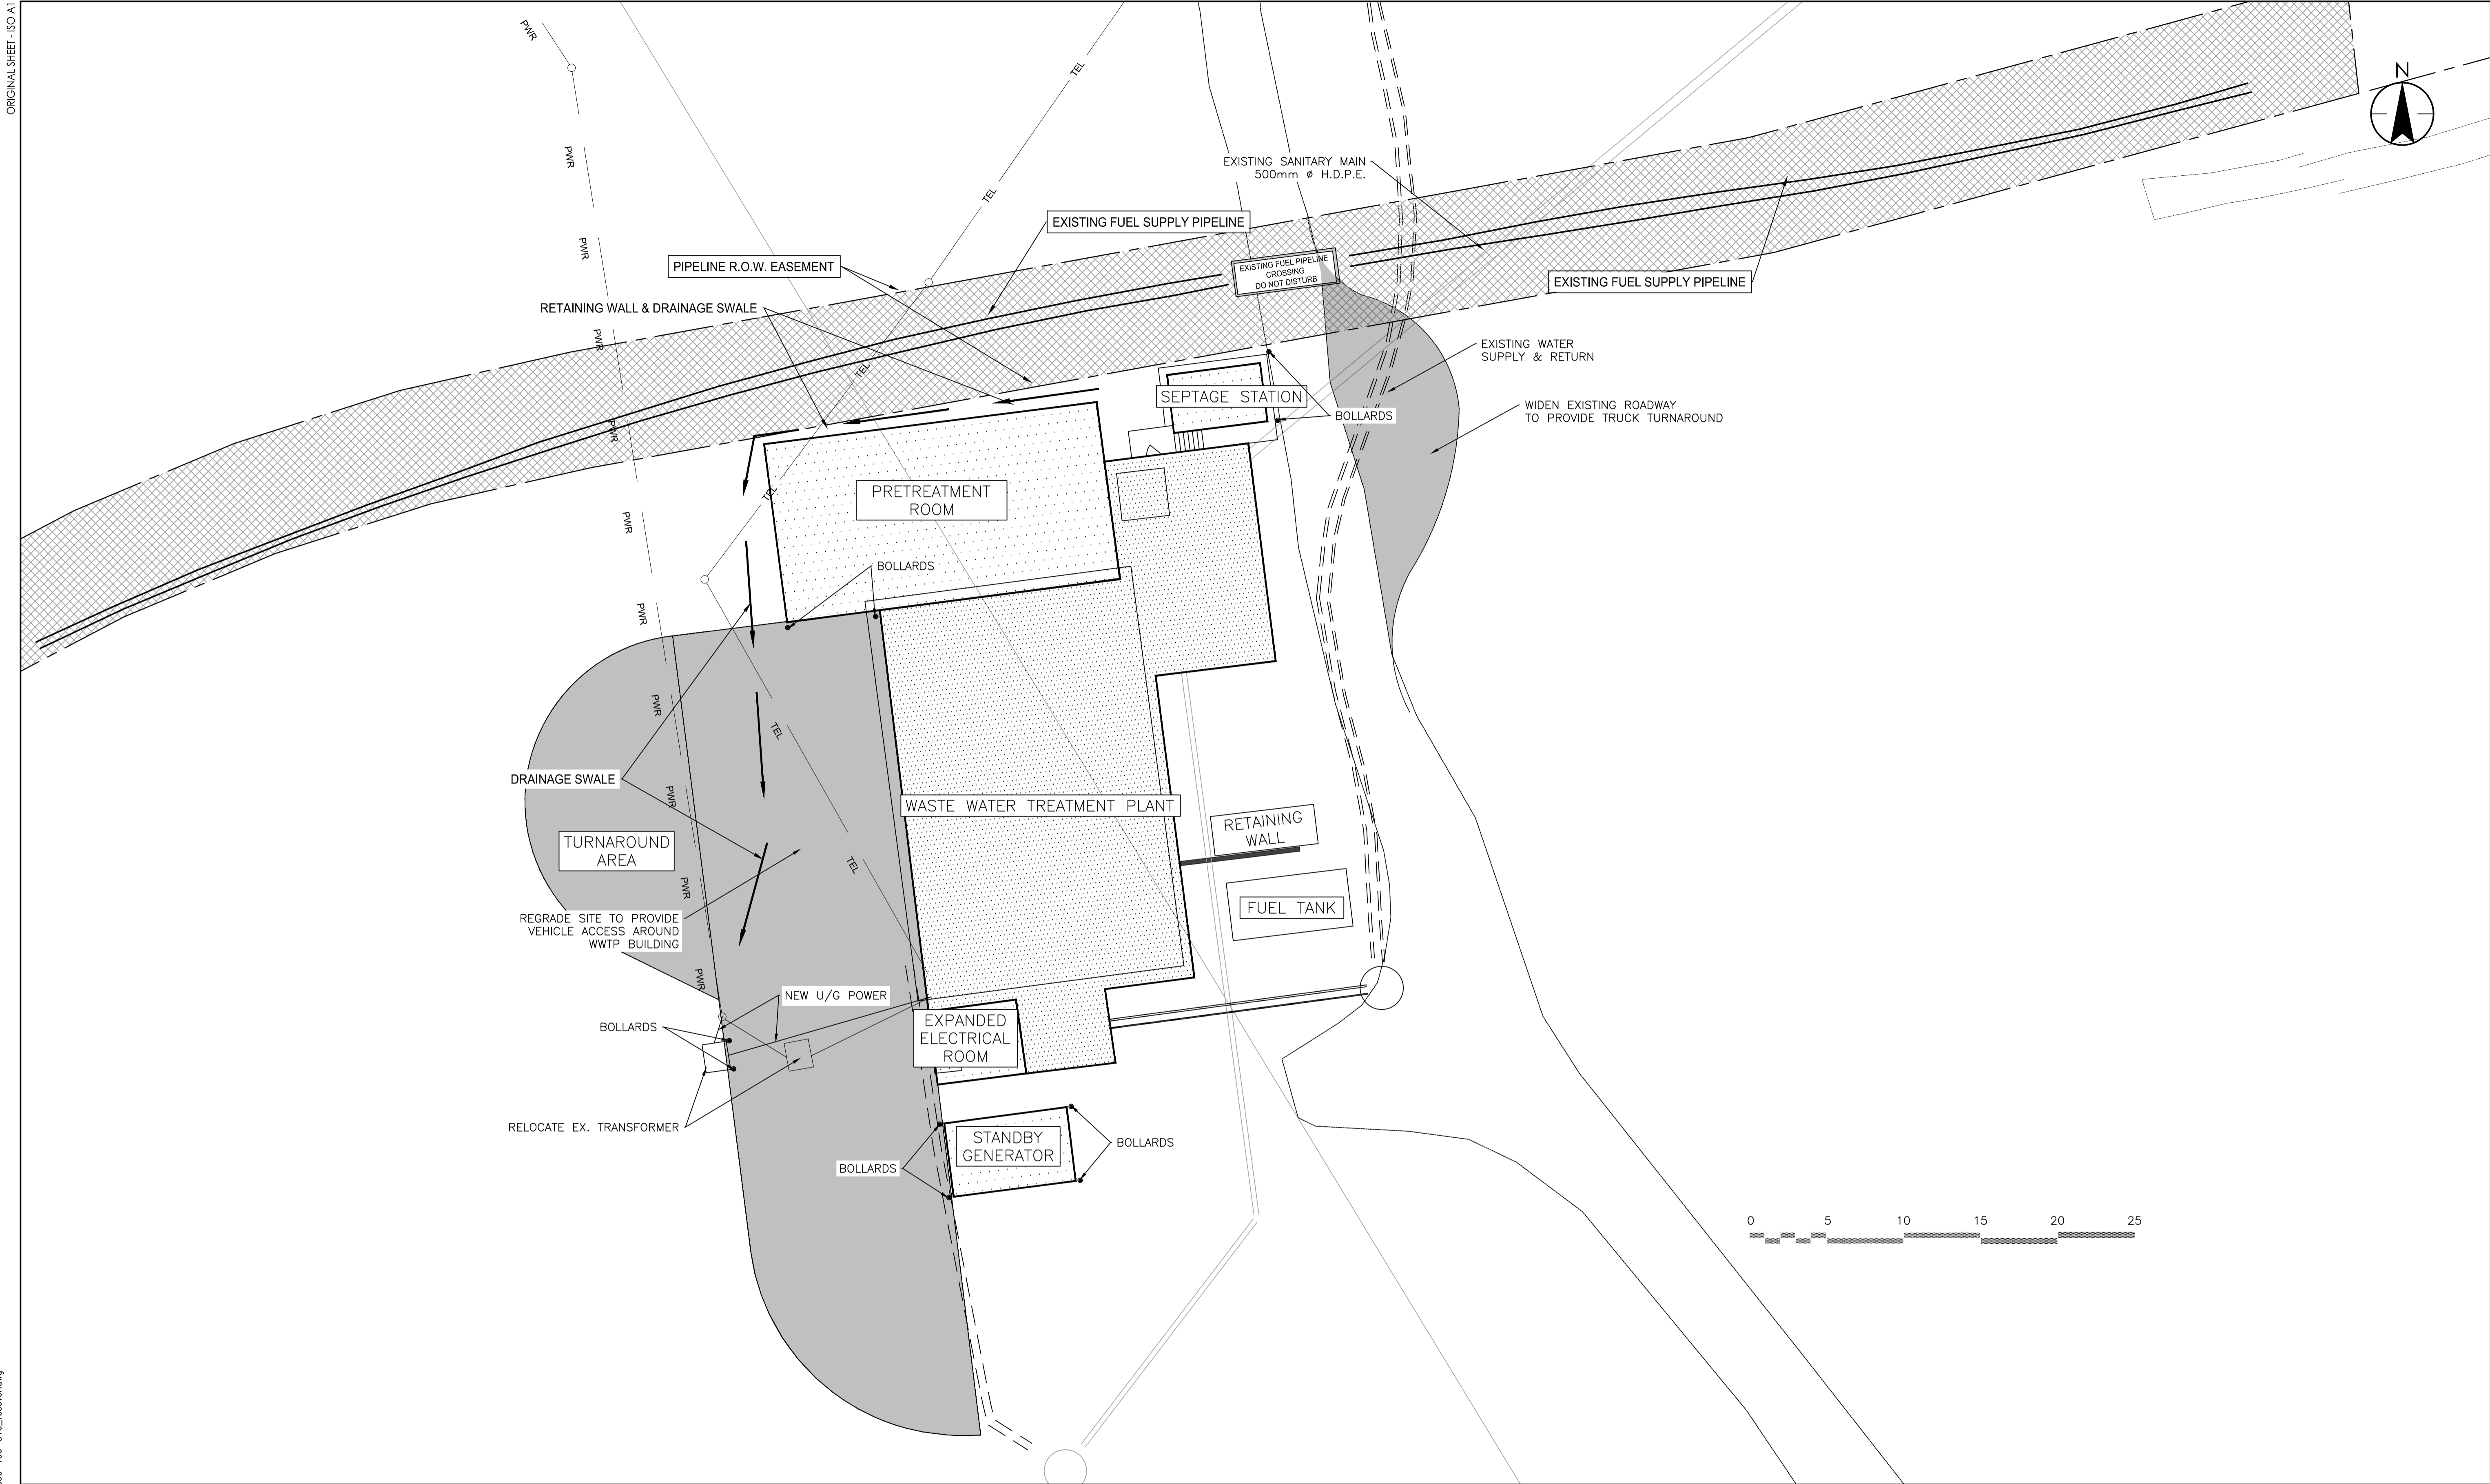 ORIGINAL SHEET - ISO A1
PWR
TEL
N
TEL
EXISTING SANITARY MAIN
500mm ø H.D.P.E.
PWR
EXISTING FUEL SUPPLY PIPELINE
PWR
PIPELINE R.O.W. EASEMENT
EXISTING FUEL PIPELINE
CROSSING
DO NOT DISTURB
EXISTING FUEL SUPPLY PIPELINE
RETAINING WALL & DRAINAGE SWALE
PWR
EXISTING WATER
SUPPLY & RETURN
TEL
SEPTAGE STATION
WIDEN EXISTING ROADWAY
TO PROVIDE TRUCK TURNAROUND
BOLLARDS
PWR
TEL
PRETREATMENT
ROOM
PWR
BOLLARDS
PWR
PWR
TEL
DRAINAGE SWALE
PWR
WASTE WATER TREATMENT PLANT
RETAINING
WALL
TURNAROUND
AREA
TEL
PWR
FUEL TANK
REGRADE SITE TO PROVIDE
VEHICLE ACCESS AROUND
WWTP BUILDING
PWR
NEW U/G POWER
BOLLARDS
EXPANDED
ELECTRICAL
ROOM
RELOCATE EX. TRANSFORMER
STANDBY
GENERATOR
BOLLARDS
BOLLARDS
0 5 10 15 20 25